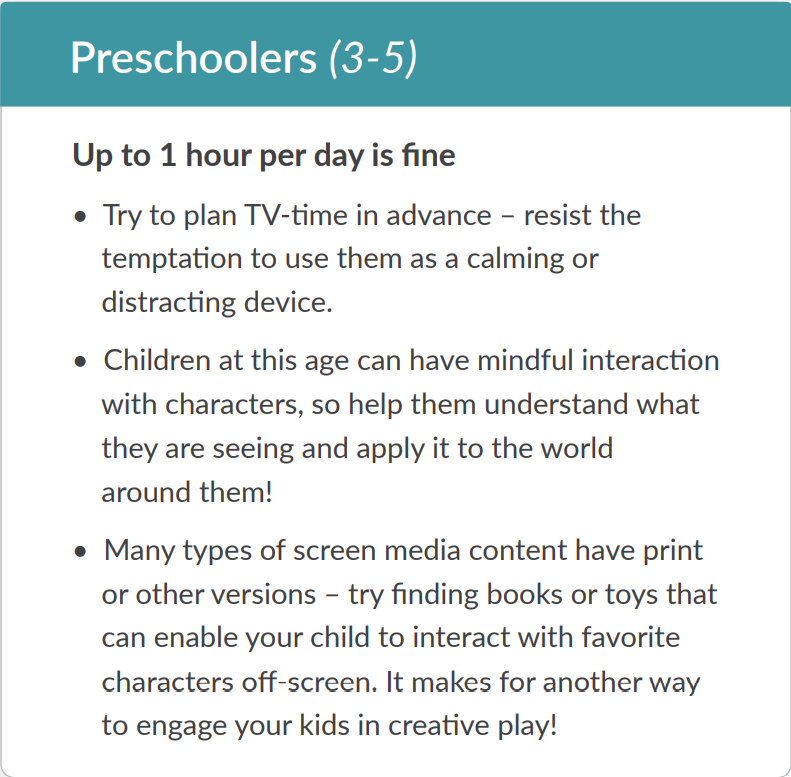 Preschoolers (3-5)
Up to 1 hour per day is fine
• Try to plan TV-time in advance – resist the
temptation to use them as a calming or
distracting device.
• Children at this age can have mindful interaction
with characters, so help them understand what
they are seeing and apply it to the world
around them!
• Many types of screen media content have print
or other versions – try finding books or toys that
can enable your child to interact with favorite
characters off-screen. It makes for another way
to engage your kids in creative play!